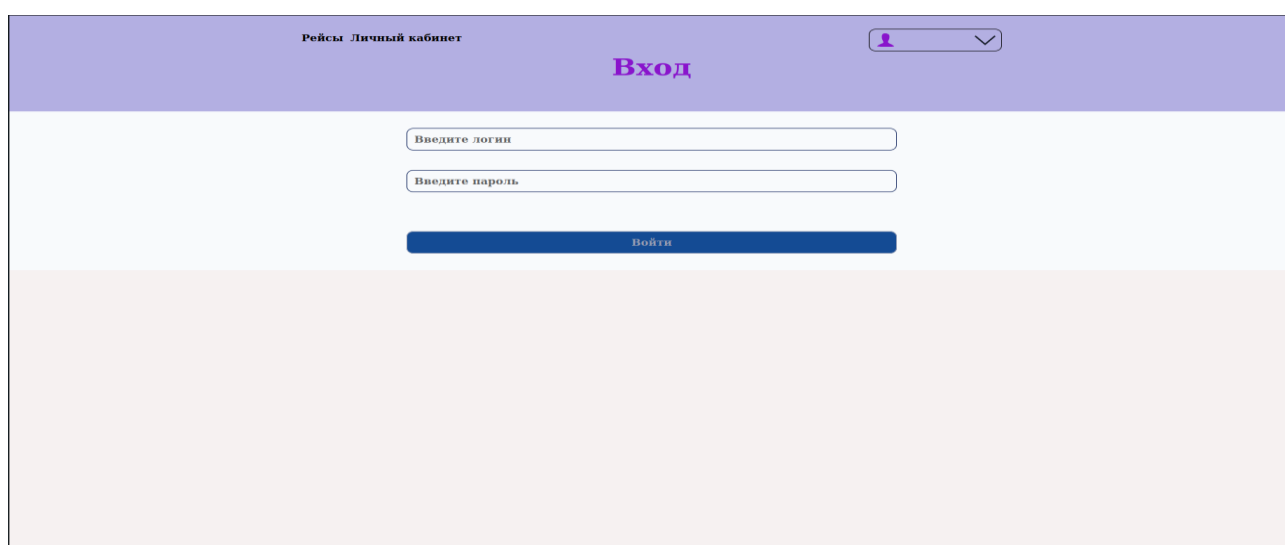 Рейсы Личный кабинет
Вход
Введите логин
Введите пароль
Войти